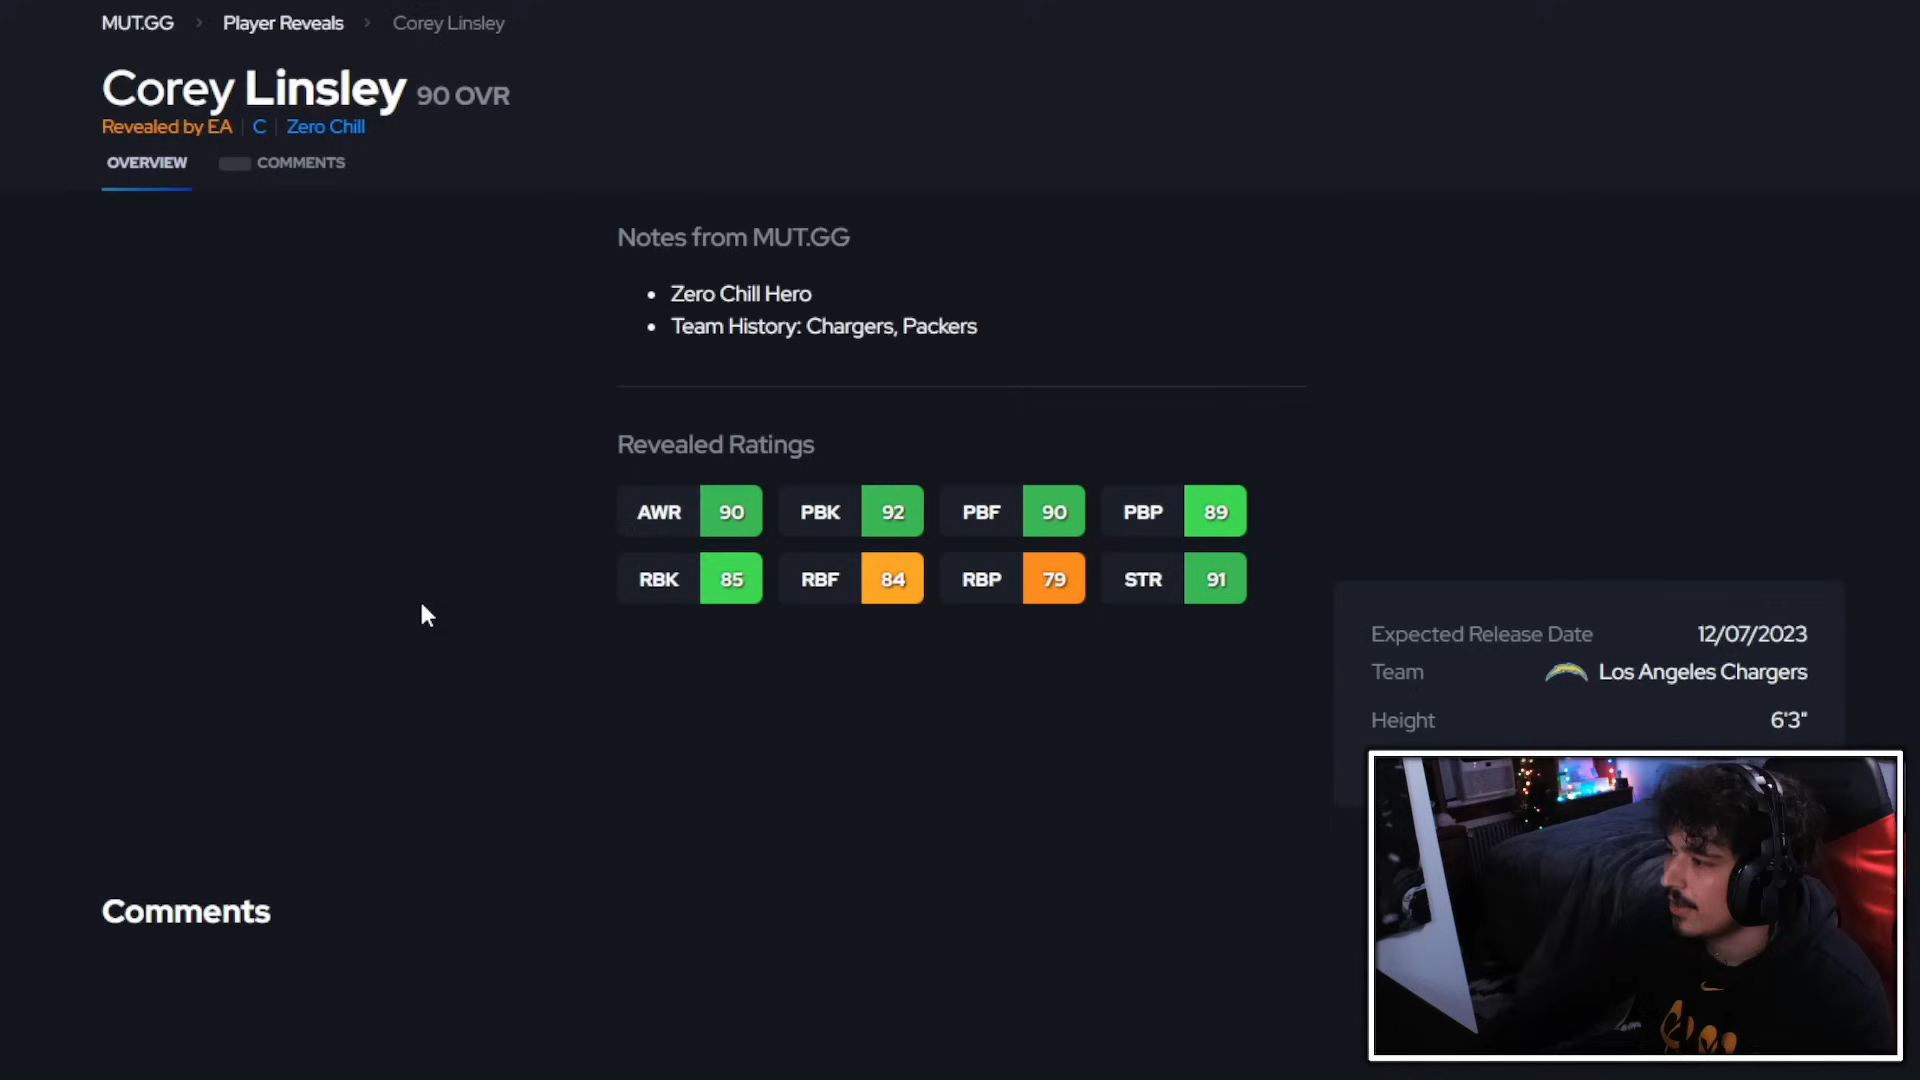 MUT.GG > Player Reveals > Corey Linsley
Corey Linsley 90 OVR
Revealed by EA | C | Zero Chill
OVERVIEW COMMENTS
Notes from MUT.GG
• Zero Chill Hero
• Team History: Chargers, Packers
Revealed Ratings
AWR 90 PBK 92 PBF 90 PBP 89
RBK 85 RBF 84 RBP 79 STR 91
Expected Release Date 12/07/2023
Team Los Angeles Chargers
Height 6'3"
Comments